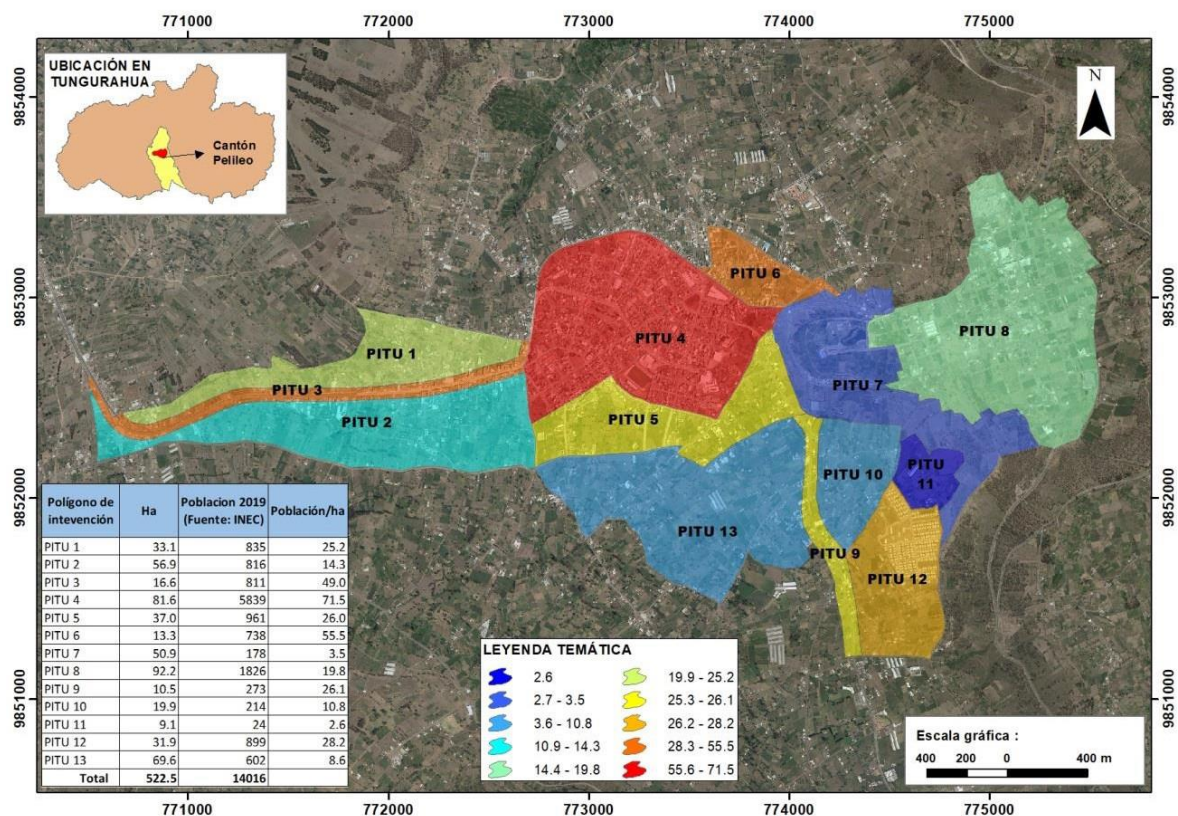 771000 772000 773000 774000 775000
UBICACIÓN EN
TUNGURAHUA
Cantón
Pelileo
N
9854000 9854000
9853000 9853000
9852000 9852000
9851000 9851000
PITU 1
PITU 2
PITU 3
PITU 4
PITU 5
PITU 6
PITU 7
PITU 8
PITU 9
PITU 10
PITU
11
PITU 12
PITU 13
Polígono de
intevención Ha Poblacion 2019
(Fuente: INEC) Población/ha
PITU 1 33.1 835 25.2
PITU 2 56.9 816 14.3
PITU 3 16.6 811 49.0
PITU 4 81.6 5839 71.5
PITU 5 37.0 961 26.0
PITU 6 13.3 738 55.5
PITU 7 50.9 178 3.5
PITU 8 92.2 1826 19.8
PITU 9 10.5 273 26.1
PITU 10 19.9 214 10.8
PITU 11 9.1 24 2.6
PITU 12 31.9 899 28.2
PITU 13 69.6 602 8.6
Total 522.5 14016
LEYENDA TEMÁTICA
2.6 19.9 - 25.2
2.7 - 3.5 25.3 - 26.1
3.6 - 10.8 26.2 - 28.2
10.9 - 14.3 28.3 - 55.5
14.4 - 19.8 55.6 - 71.5
Escala gráfica :
400 200 0 400 m
771000 772000 773000 774000 775000